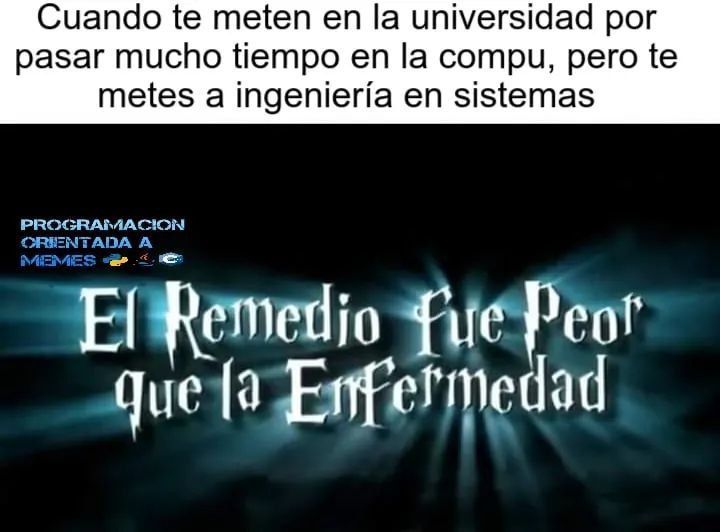 Cuando te meten en la universidad por
pasar mucho tiempo en la compu, pero te
metes a ingeniería en sistemas
PROGRAMACION
ORIENTADA A
MEMES
El Remedio fue Peor
que la Enfermedad